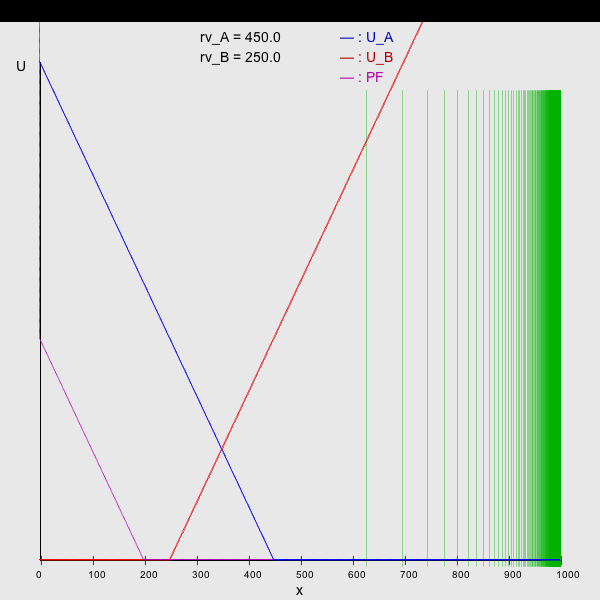 rv_A = 450.0 — : U_A
U
rv_B = 250.0 — : U_B
— : PF
0 100 200 300 400 500 600 700 800 900 1000
x